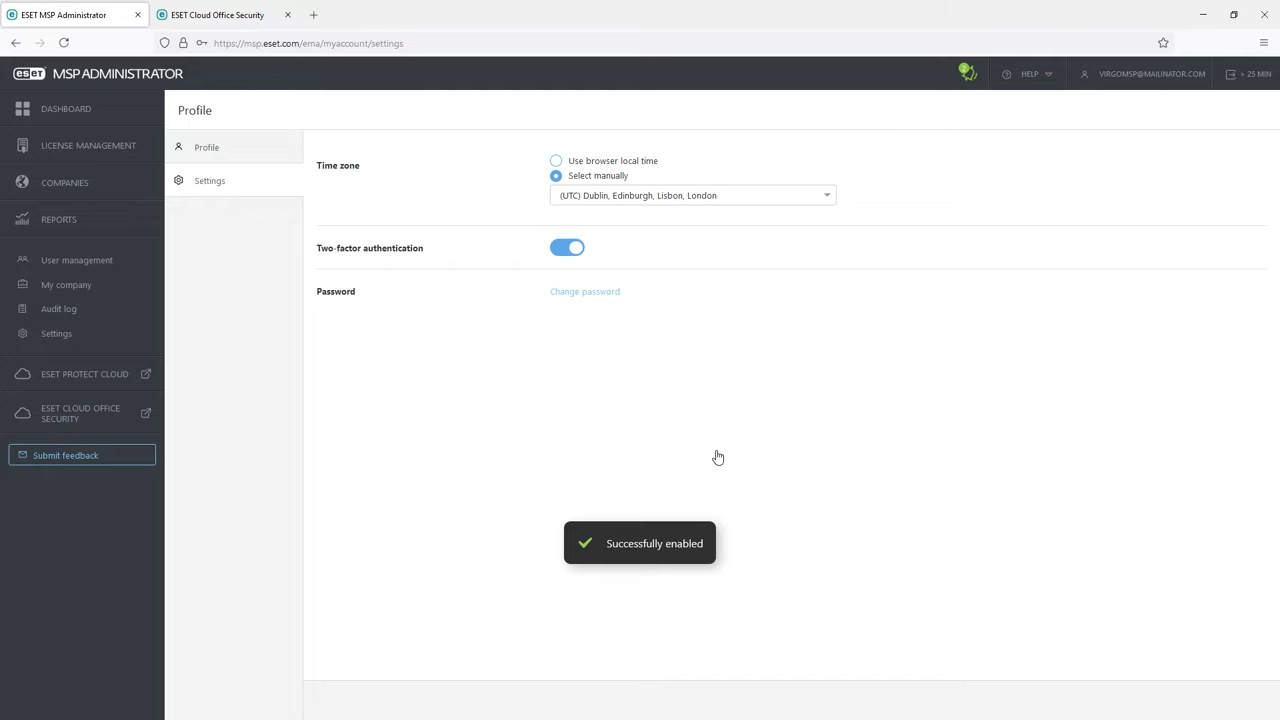 ESET MSP Administrator
ESET Cloud Office Security
https://msp.eset.com/ema/myaccount/settings
eset MSP ADMINISTRATOR
2
HELP
VIRGOMSP@MAILINATOR.COM
> 25 MIN
DASHBOARD
LICENSE MANAGEMENT
COMPANIES
REPORTS
User management
My company
Audit log
Settings
ESET PROTECT CLOUD
ESET CLOUD OFFICE
SECURITY
Submit feedback
Profile
Profile
Settings
Time zone
Use browser local time
Select manually
(UTC) Dublin, Edinburgh, Lisbon, London
Two-factor authentication
Password
Change password
Successfully enabled